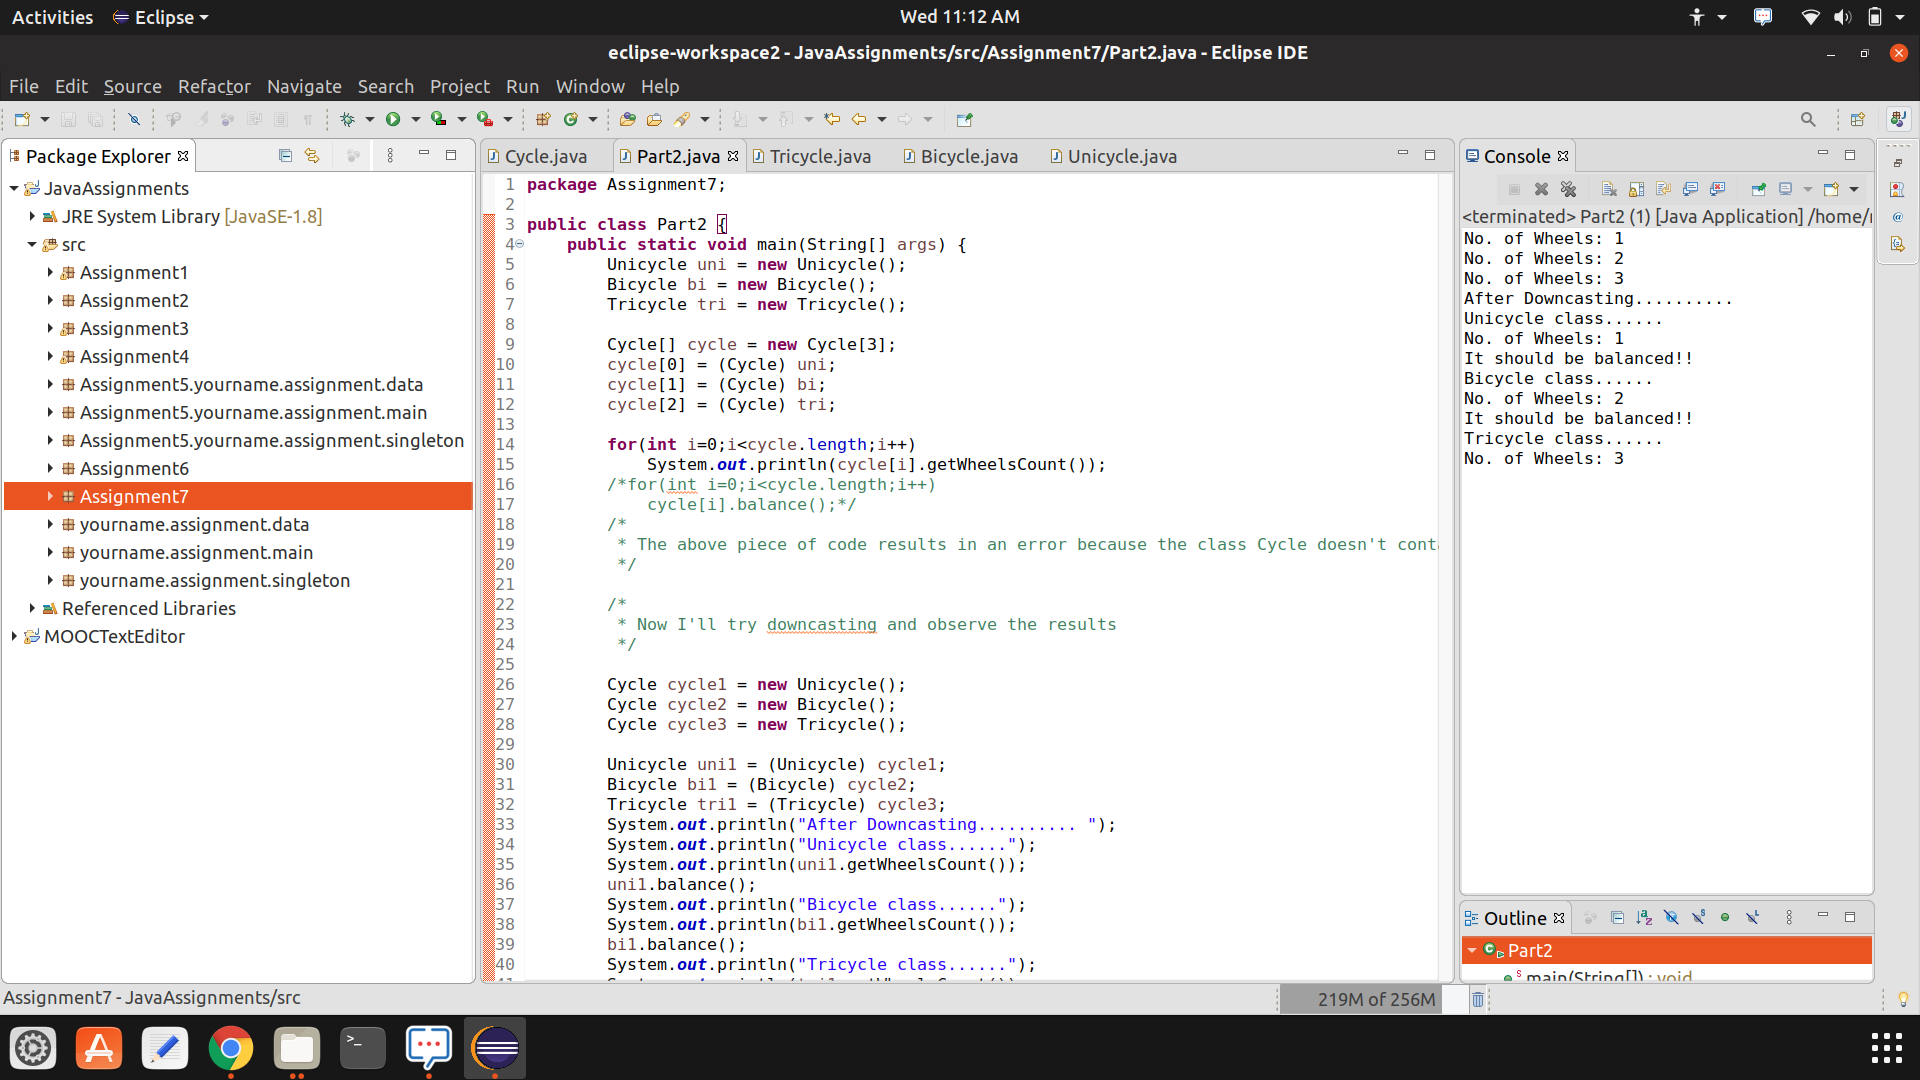 Activities Eclipse Wed 11:12 AM
eclipse-workspace2 - JavaAssignments/src/Assignment7/Part2.java - Eclipse IDE
File Edit Source Refactor Navigate Search Project Run Window Help
Package Explorer
JavaAssignments
JRE System Library [JavaSE-1.8]
src
Assignment1
Assignment2
Assignment3
Assignment4
Assignment5.yourname.assignment.data
Assignment5.yourname.assignment.main
Assignment5.yourname.assignment.singleton
Assignment6
Assignment7
yourname.assignment.data
yourname.assignment.main
yourname.assignment.singleton
Referenced Libraries
MOOCTextEditor
Cycle.java Part2.java Tricycle.java Bicycle.java Unicycle.java
1 package Assignment7;
2
3 public class Part2 {
4 public static void main(String[] args) {
5 Unicycle uni = new Unicycle();
6 Bicycle bi = new Bicycle();
7 Tricycle tri = new Tricycle();
8
9 Cycle[] cycle = new Cycle[3];
10 cycle[0] = (Cycle) uni;
11 cycle[1] = (Cycle) bi;
12 cycle[2] = (Cycle) tri;
13
14 for(int i=0;i<cycle.length;i++)
15 System.out.println(cycle[i].getWheelsCount());
16 /*for(int i=0;i<cycle.length;i++)
17 cycle[i].balance();*/
18 /*
19 * The above piece of code results in an error because the class Cycle doesn't cont
20 */
21
22 /*
23 * Now I'll try downcasting and observe the results
24 */
25
26 Cycle cycle1 = new Unicycle();
27 Cycle cycle2 = new Bicycle();
28 Cycle cycle3 = new Tricycle();
29
30 Unicycle uni1 = (Unicycle) cycle1;
31 Bicycle bi1 = (Bicycle) cycle2;
32 Tricycle tri1 = (Tricycle) cycle3;
33 System.out.println("After Downcasting.......... ");
34 System.out.println("Unicycle class......");
35 System.out.println(uni1.getWheelsCount());
36 uni1.balance();
37 System.out.println("Bicycle class......");
38 System.out.println(bi1.getWheelsCount());
39 bi1.balance();
40 System.out.println("Tricycle class......");
Console
<terminated> Part2 (1) [Java Application] /home/
No. of Wheels: 1
No. of Wheels: 2
No. of Wheels: 3
After Downcasting..........
Unicycle class......
No. of Wheels: 1
It should be balanced!!
Bicycle class......
No. of Wheels: 2
It should be balanced!!
Tricycle class......
No. of Wheels: 3
Outline
Part2
main(String[]) : void
Assignment7 - JavaAssignments/src
219M of 256M